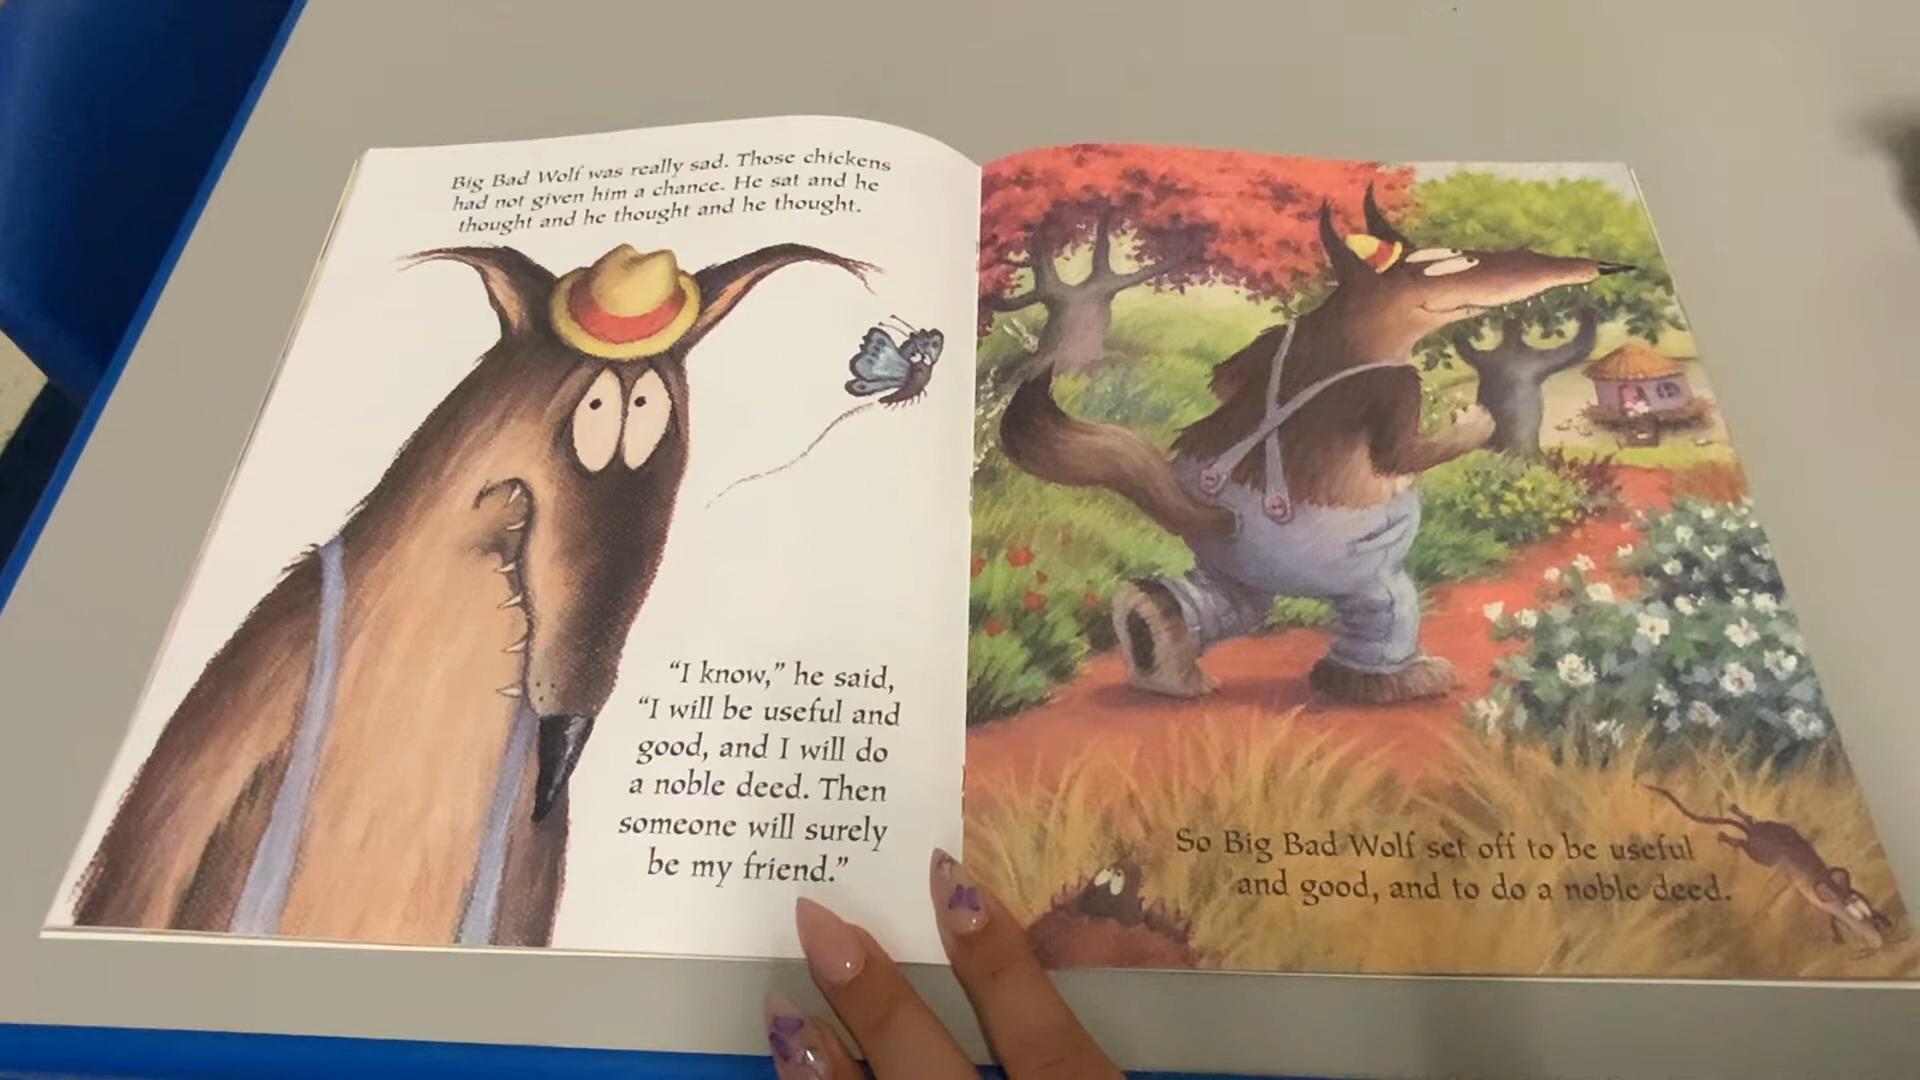 Big Bad Wolf was really sad. Those chickens
had not given him a chance. He sat and he
thought and he thought and he thought.
“I know,” he said,
“I will be useful and
good, and I will do
a noble deed. Then
someone will surely
be my friend.”
So Big Bad Wolf set off to be useful
and good, and to do a noble deed.